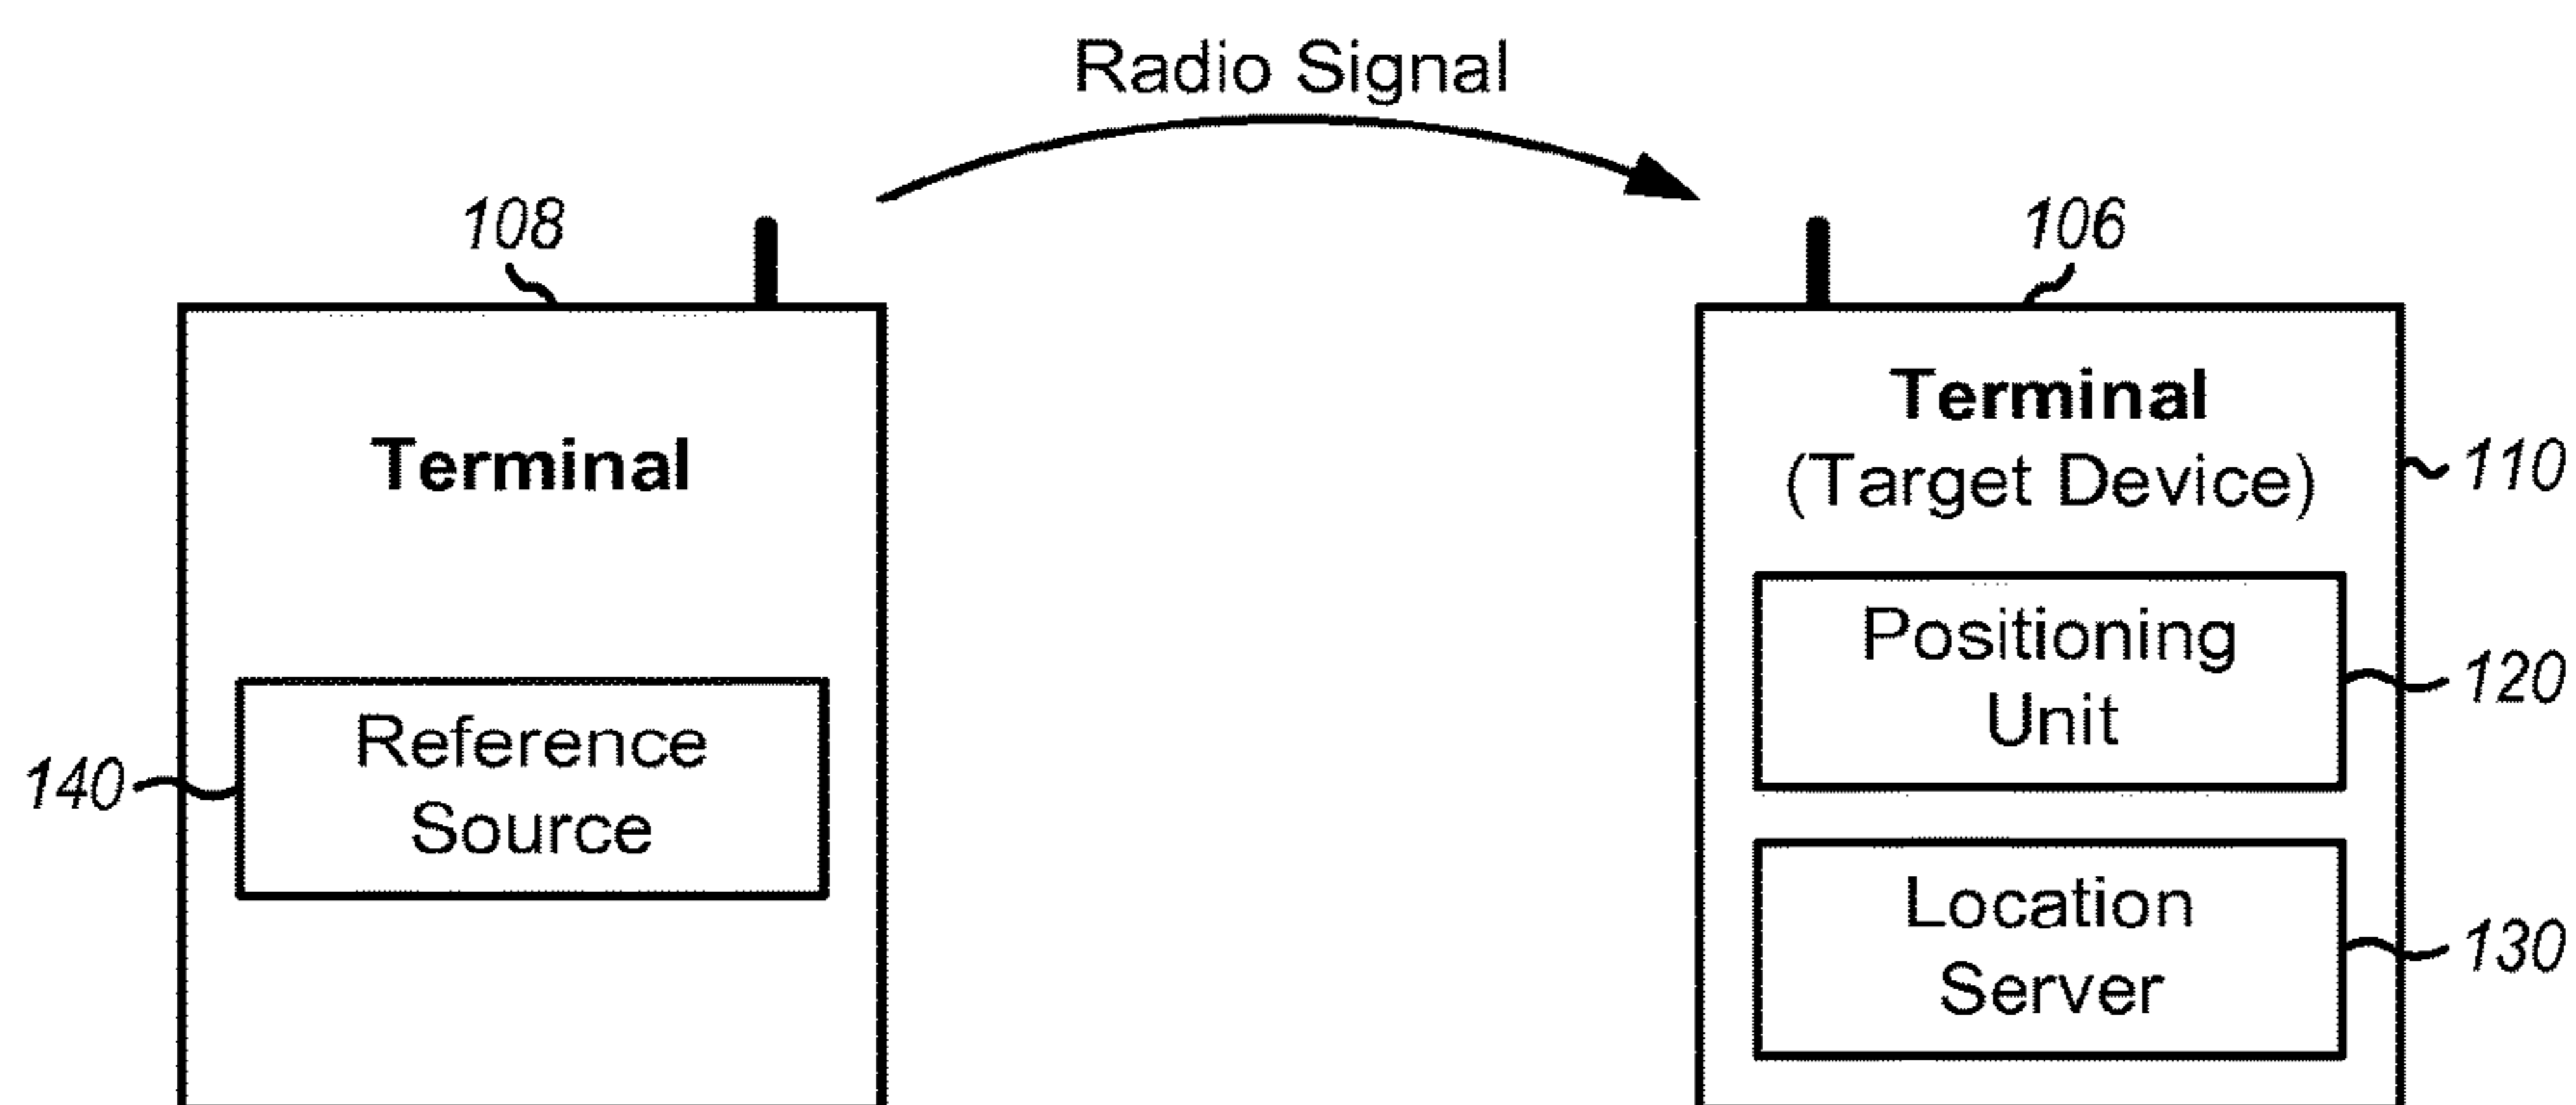 Radio Signal
108
106
Terminal
Terminal
(Target Device)
110
Positioning
Unit
120
Reference
Source
140
Location
Server
130